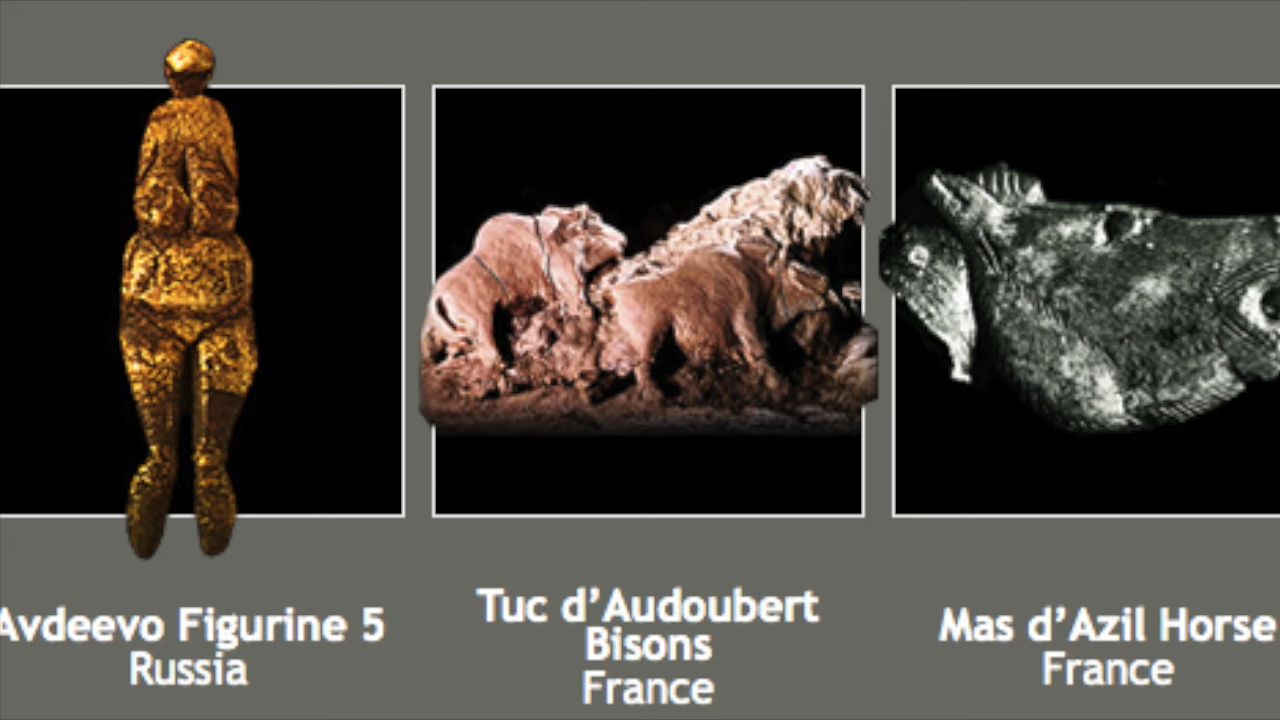 Avdeevo Figurine 5
Russia
Tuc d’Audoubert
Bisons
France
Mas d’Azil Horse
France